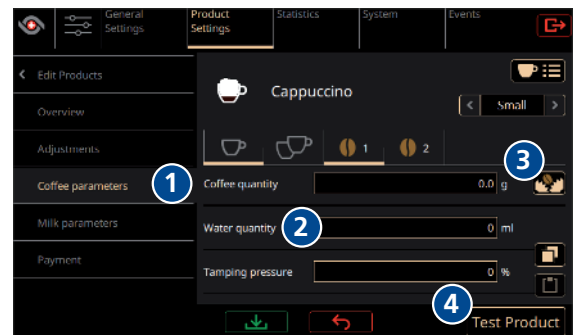 General Settings
Product Settings
Statistics
System
Events
Edit Products
Overview
Adjustments
Coffee parameters
Milk parameters
Payment
Cappuccino
Small
1
2
Coffee quantity 0.0 g
Water quantity 0 ml
Tamping pressure 0 %
Test Product
1
2
3
4